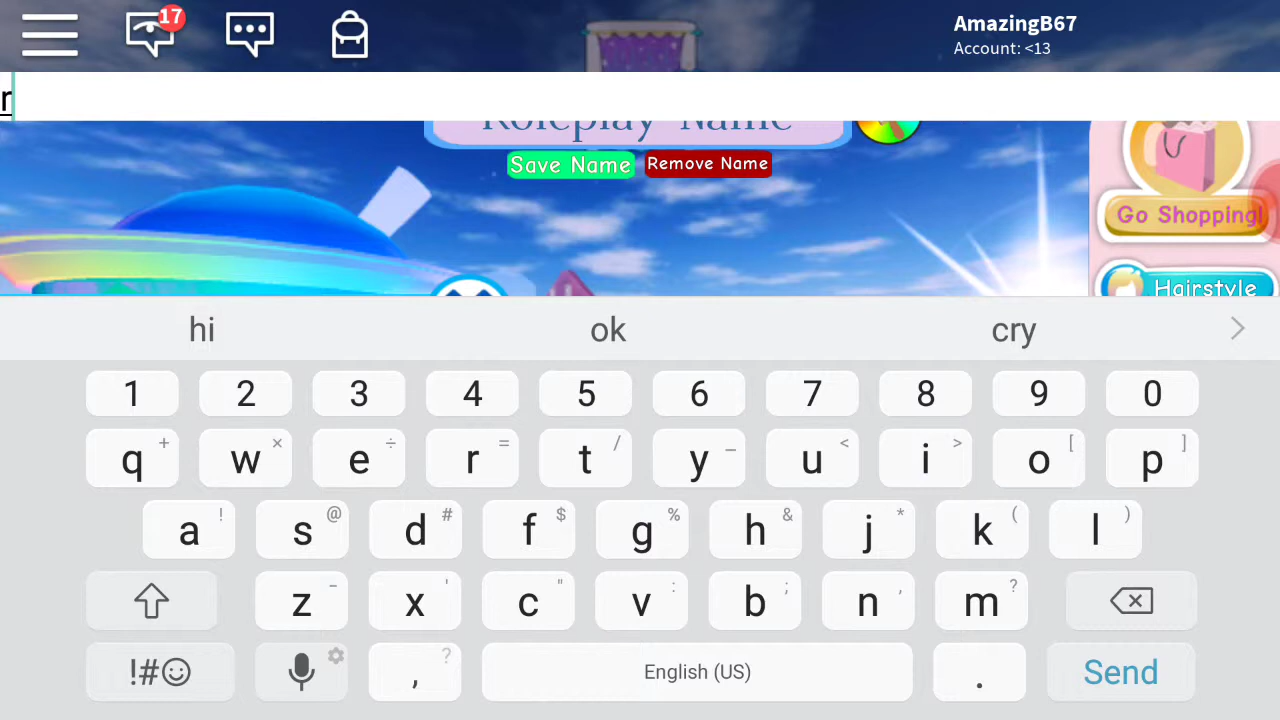 17
AmazingB67
Account: <13
r
Roleplay Name
Save Name
Remove Name
Go Shopping!
Hairstyle
hi ok cry
1 2 3 4 5 6 7 8 9 0
q + w × e ÷ r = t / y _ u < i > o [ p ]
a ! s @ d # f $ g % h & j * k ( l )
z - x ' c " v : b ; n , m ?
!#☺ , ? English (US) . Send